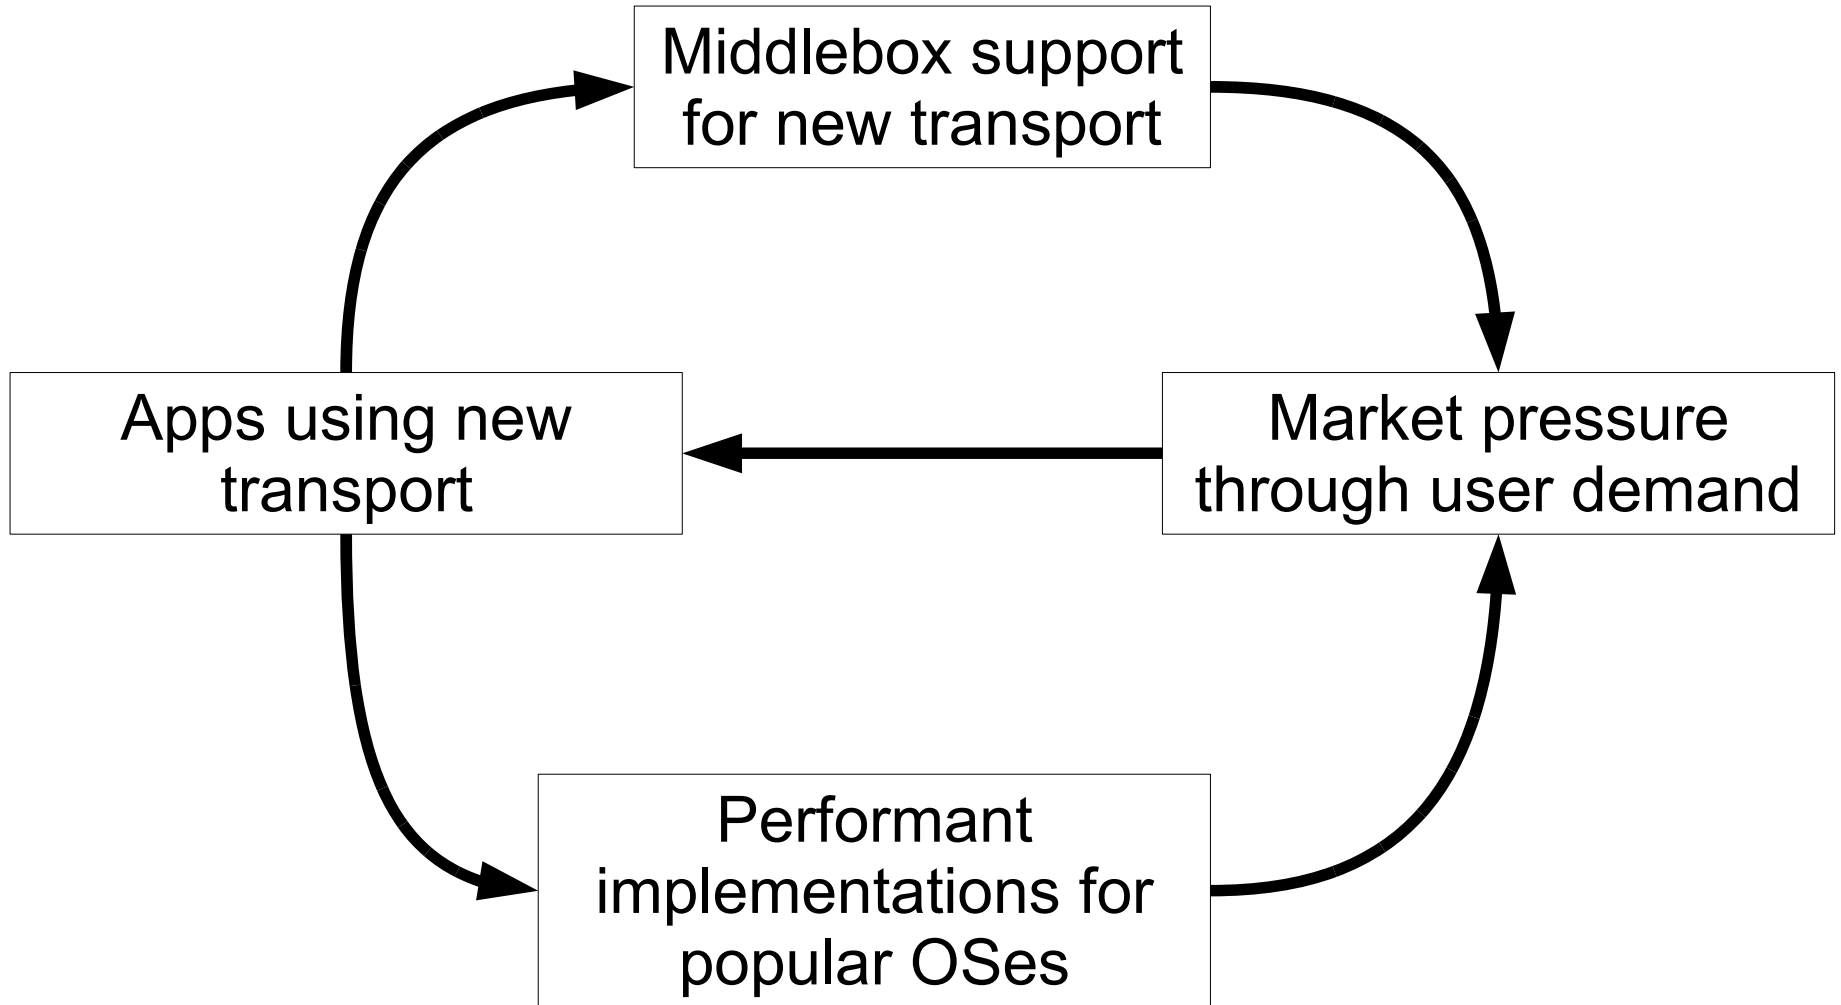 Middlebox support
for new transport
Apps using new
transport
Market pressure
through user demand
Performant
implementations for
popular OSes